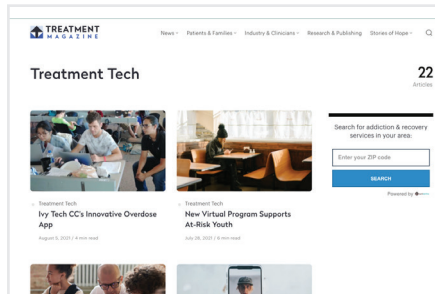 TREATMENT
MAGAZINE
News
Patients & Families
Industry & Clinicians
Research & Publishing
Stories of Hope
Treatment Tech
22
Articles
Treatment Tech
Ivy Tech CC's Innovative Overdose
App
August 5, 2021 / 4 min read
Treatment Tech
New Virtual Program Supports
At-Risk Youth
July 28, 2021 / 6 min read
Search for addiction & recovery
services in your area:
Enter your ZIP code
SEARCH
Powered by